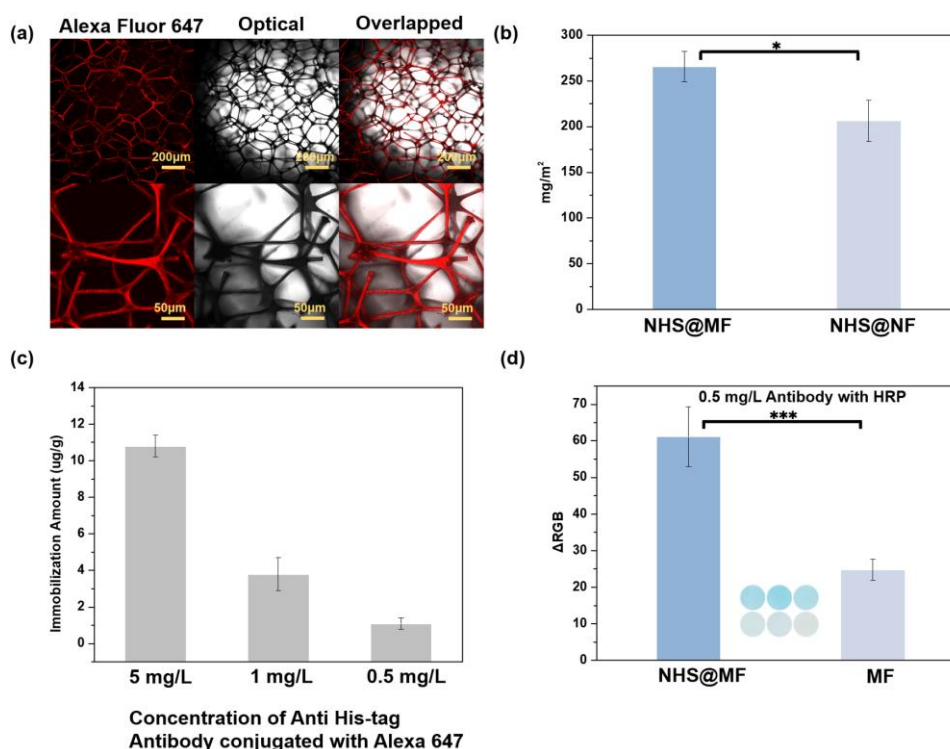 (a)
Alexa Fluor 647 Optical Overlapped
200μm 200μm 200μm
50μm 50μm 50μm
(b)
300
250
200
150
100
50
0
mg/m²
*
NHS@MF NHS@NF
(c)
14
12
10
8
6
4
2
0
Immobilization Amount (ug/g)
5 mg/L 1 mg/L 0.5 mg/L
Concentration of Anti His-tag
Antibody conjugated with Alexa 647
(d)
70
60
50
40
30
20
10
0
ΔRGB
0.5 mg/L Antibody with HRP
***
NHS@MF MF